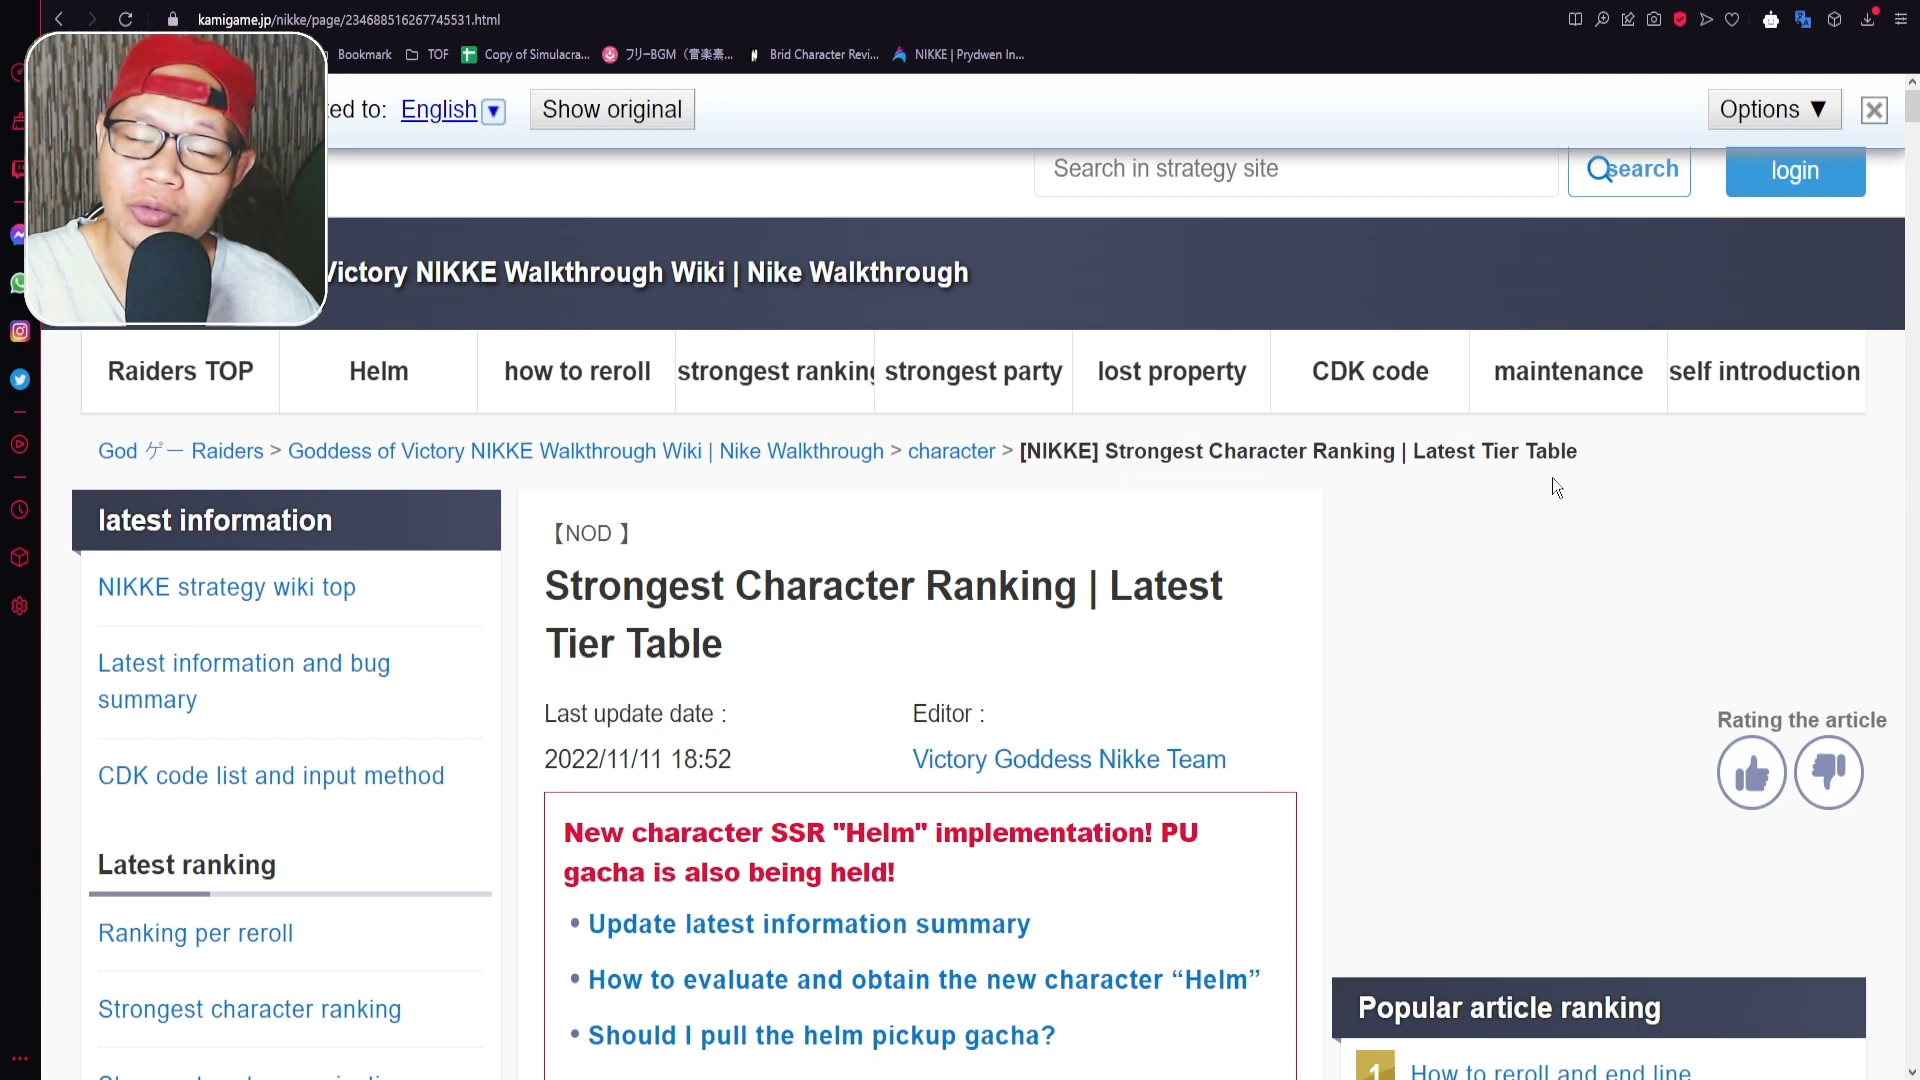 kamigame.jp/nikke/page/234688516267745531.html
Bookmark
TOF
Copy of Simulacra...
フリーBGM（音楽素...
Brid Character Revi...
NIKKE | Prydwen In...
ed to: English ▼
Show original
Options ▼
Search in strategy site
search
login
Victory NIKKE Walkthrough Wiki | Nike Walkthrough
Raiders TOP
Helm
how to reroll
strongest ranking
strongest party
lost property
CDK code
maintenance
self introduction
God ゲー Raiders > Goddess of Victory NIKKE Walkthrough Wiki | Nike Walkthrough > character > [NIKKE] Strongest Character Ranking | Latest Tier Table
latest information
NIKKE strategy wiki top
Latest information and bug
summary
CDK code list and input method
Latest ranking
Ranking per reroll
Strongest character ranking
【NOD 】
Strongest Character Ranking | Latest
Tier Table
Last update date :
2022/11/11 18:52
Editor :
Victory Goddess Nikke Team
New character SSR "Helm" implementation! PU
gacha is also being held!
• Update latest information summary
• How to evaluate and obtain the new character “Helm”
• Should I pull the helm pickup gacha?
Rating the article
Popular article ranking
1 How to reroll and end line